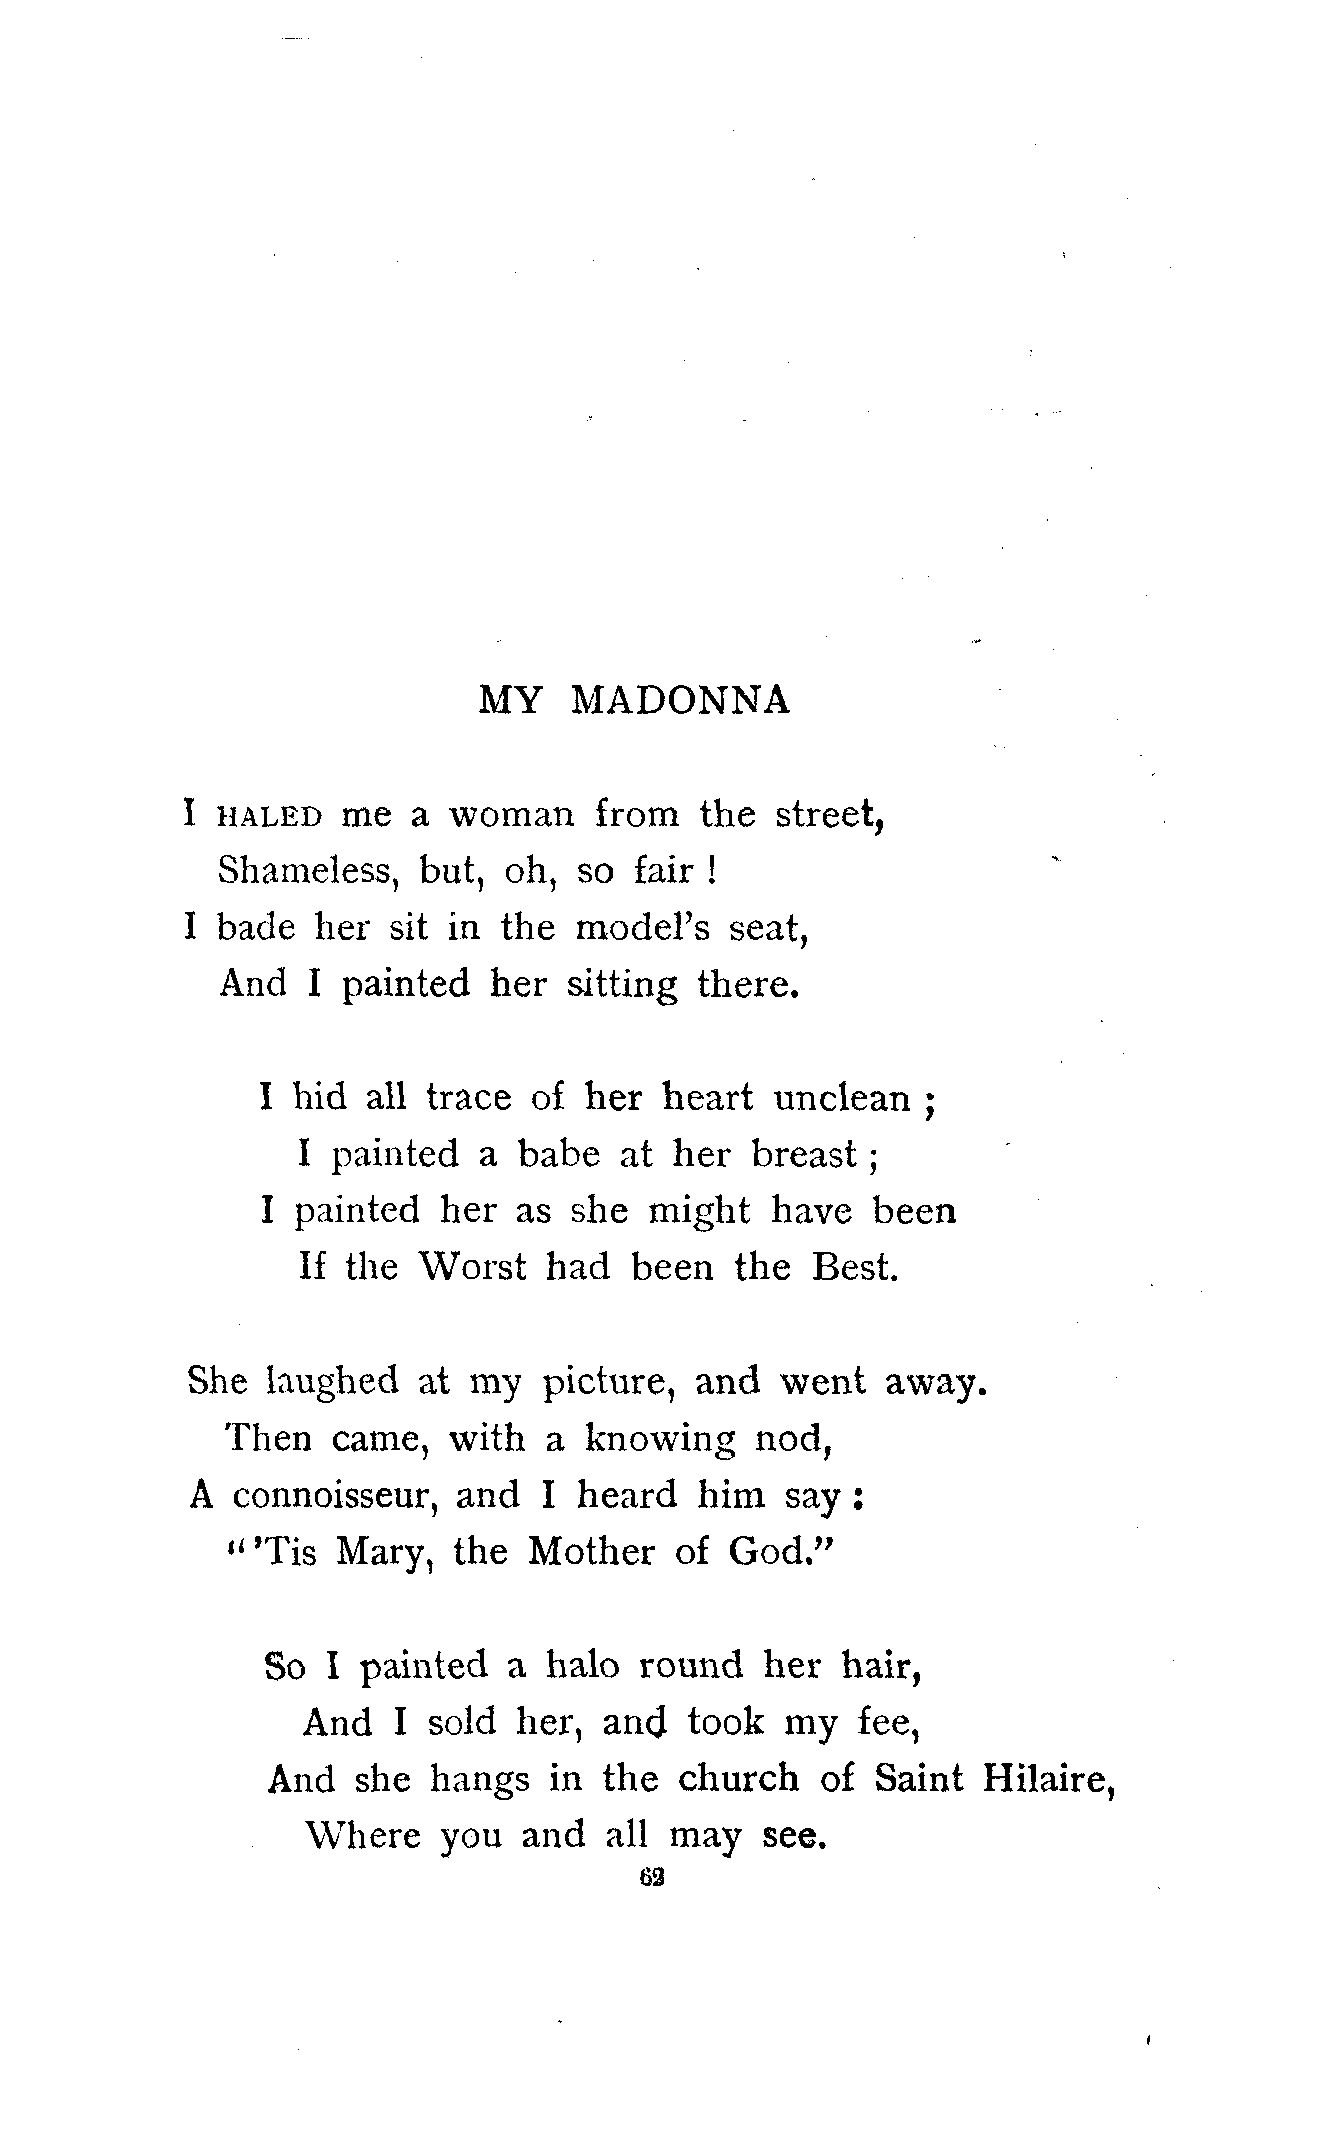 MY MADONNA
I HALED me a woman from the street,
Shameless, but, oh, so fair !
I bade her sit in the model's seat,
And I painted her sitting there.
I hid all trace of her heart unclean ;
I painted a babe at her breast ;
I painted her as she might have been
If the Worst had been the Best.
She laughed at my picture, and went away.
Then came, with a knowing nod,
A connoisseur, and I heard him say :
“ ’Tis Mary, the Mother of God.”
So I painted a halo round her hair,
And I sold her, and took my fee,
And she hangs in the church of Saint Hilaire,
Where you and all may see.